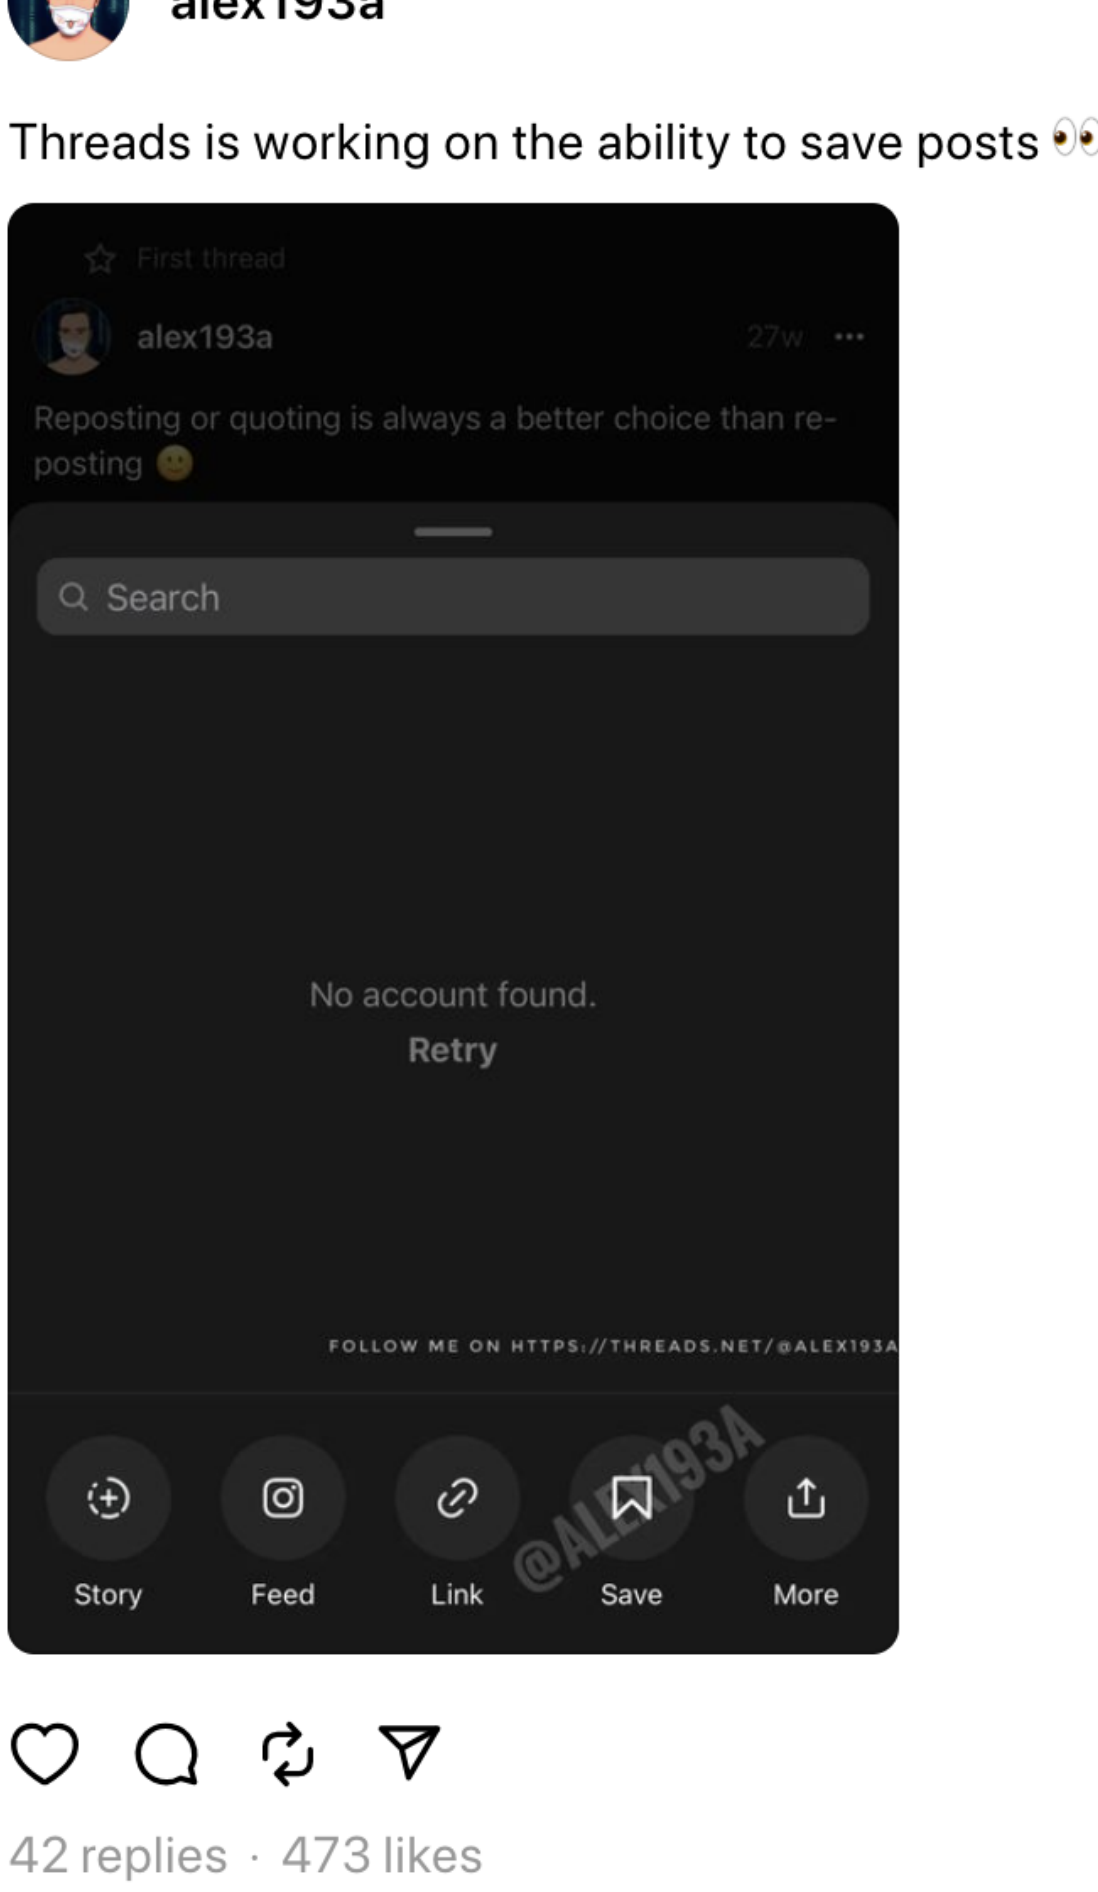 alex193a
Threads is working on the ability to save posts 👀
First thread
alex193a 27w
Reposting or quoting is always a better choice than re-
posting 🙂
Search
No account found.
Retry
FOLLOW ME ON HTTPS://THREADS.NET/@ALEX193A
@ALEX193A
Story Feed Link Save More
42 replies · 473 likes